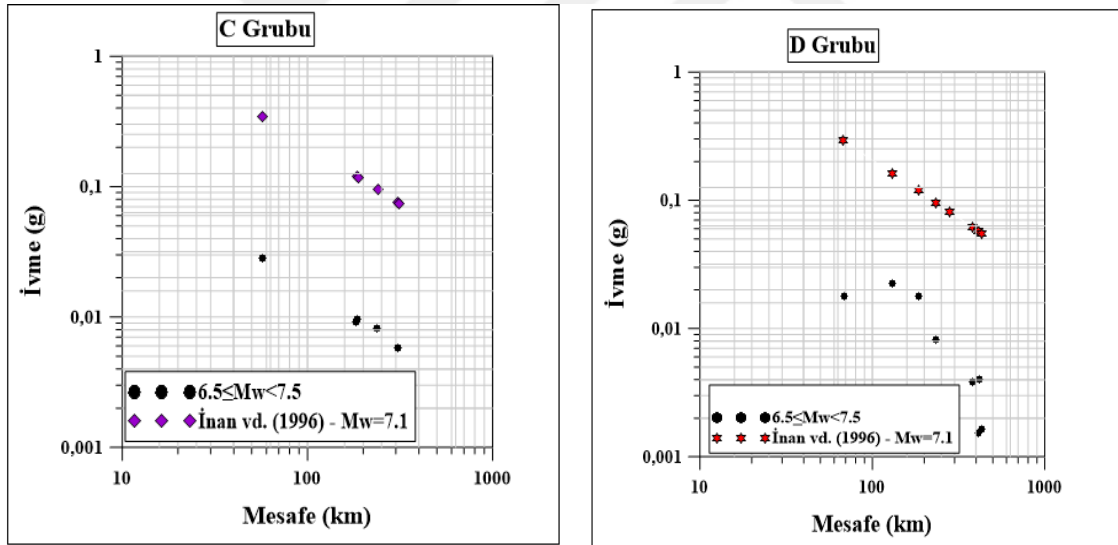 C Grubu
İvme (g)
1
0,1
0,01
0,001
6.5≤Mw<7.5
İnan vd. (1996) - Mw=7.1
10
100
1000
Mesafe (km)
D Grubu
İvme (g)
1
0,1
0,01
0,001
6.5≤Mw<7.5
İnan vd. (1996) - Mw=7.1
10
100
1000
Mesafe (km)